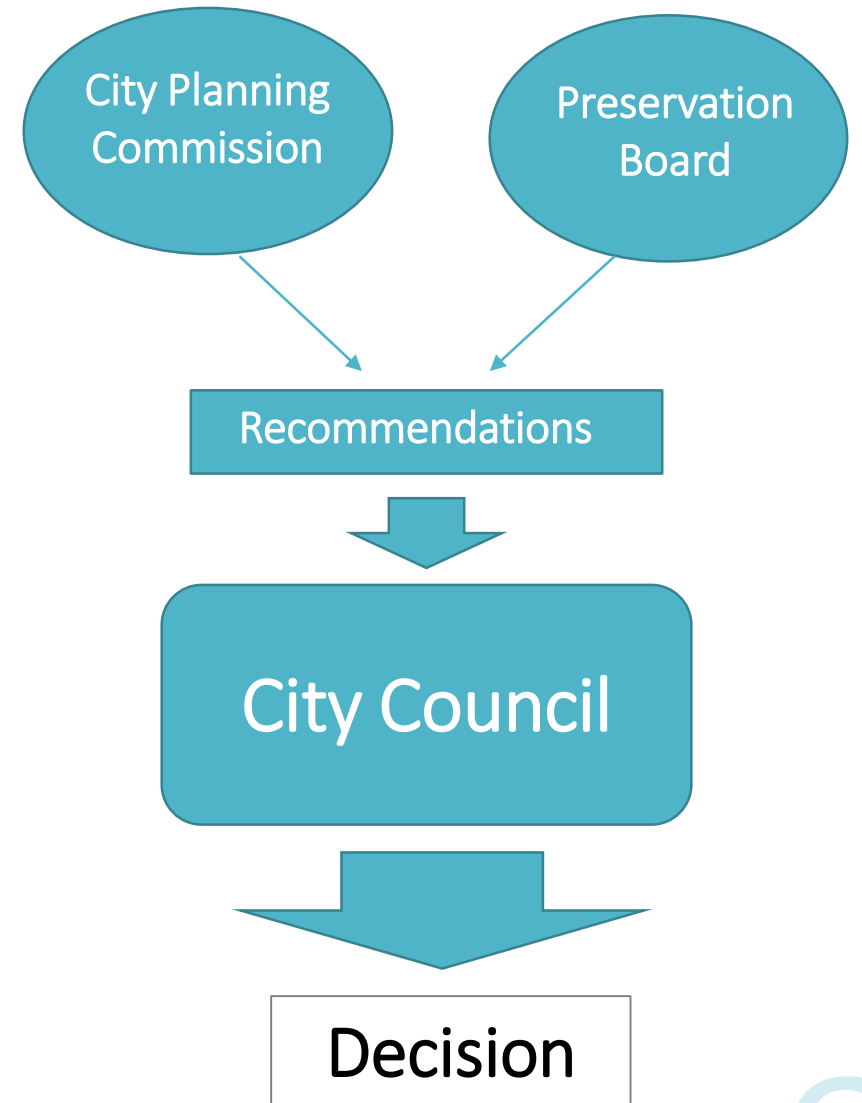 City Planning
Commission
Preservation
Board
Recommendations
City Council
Decision